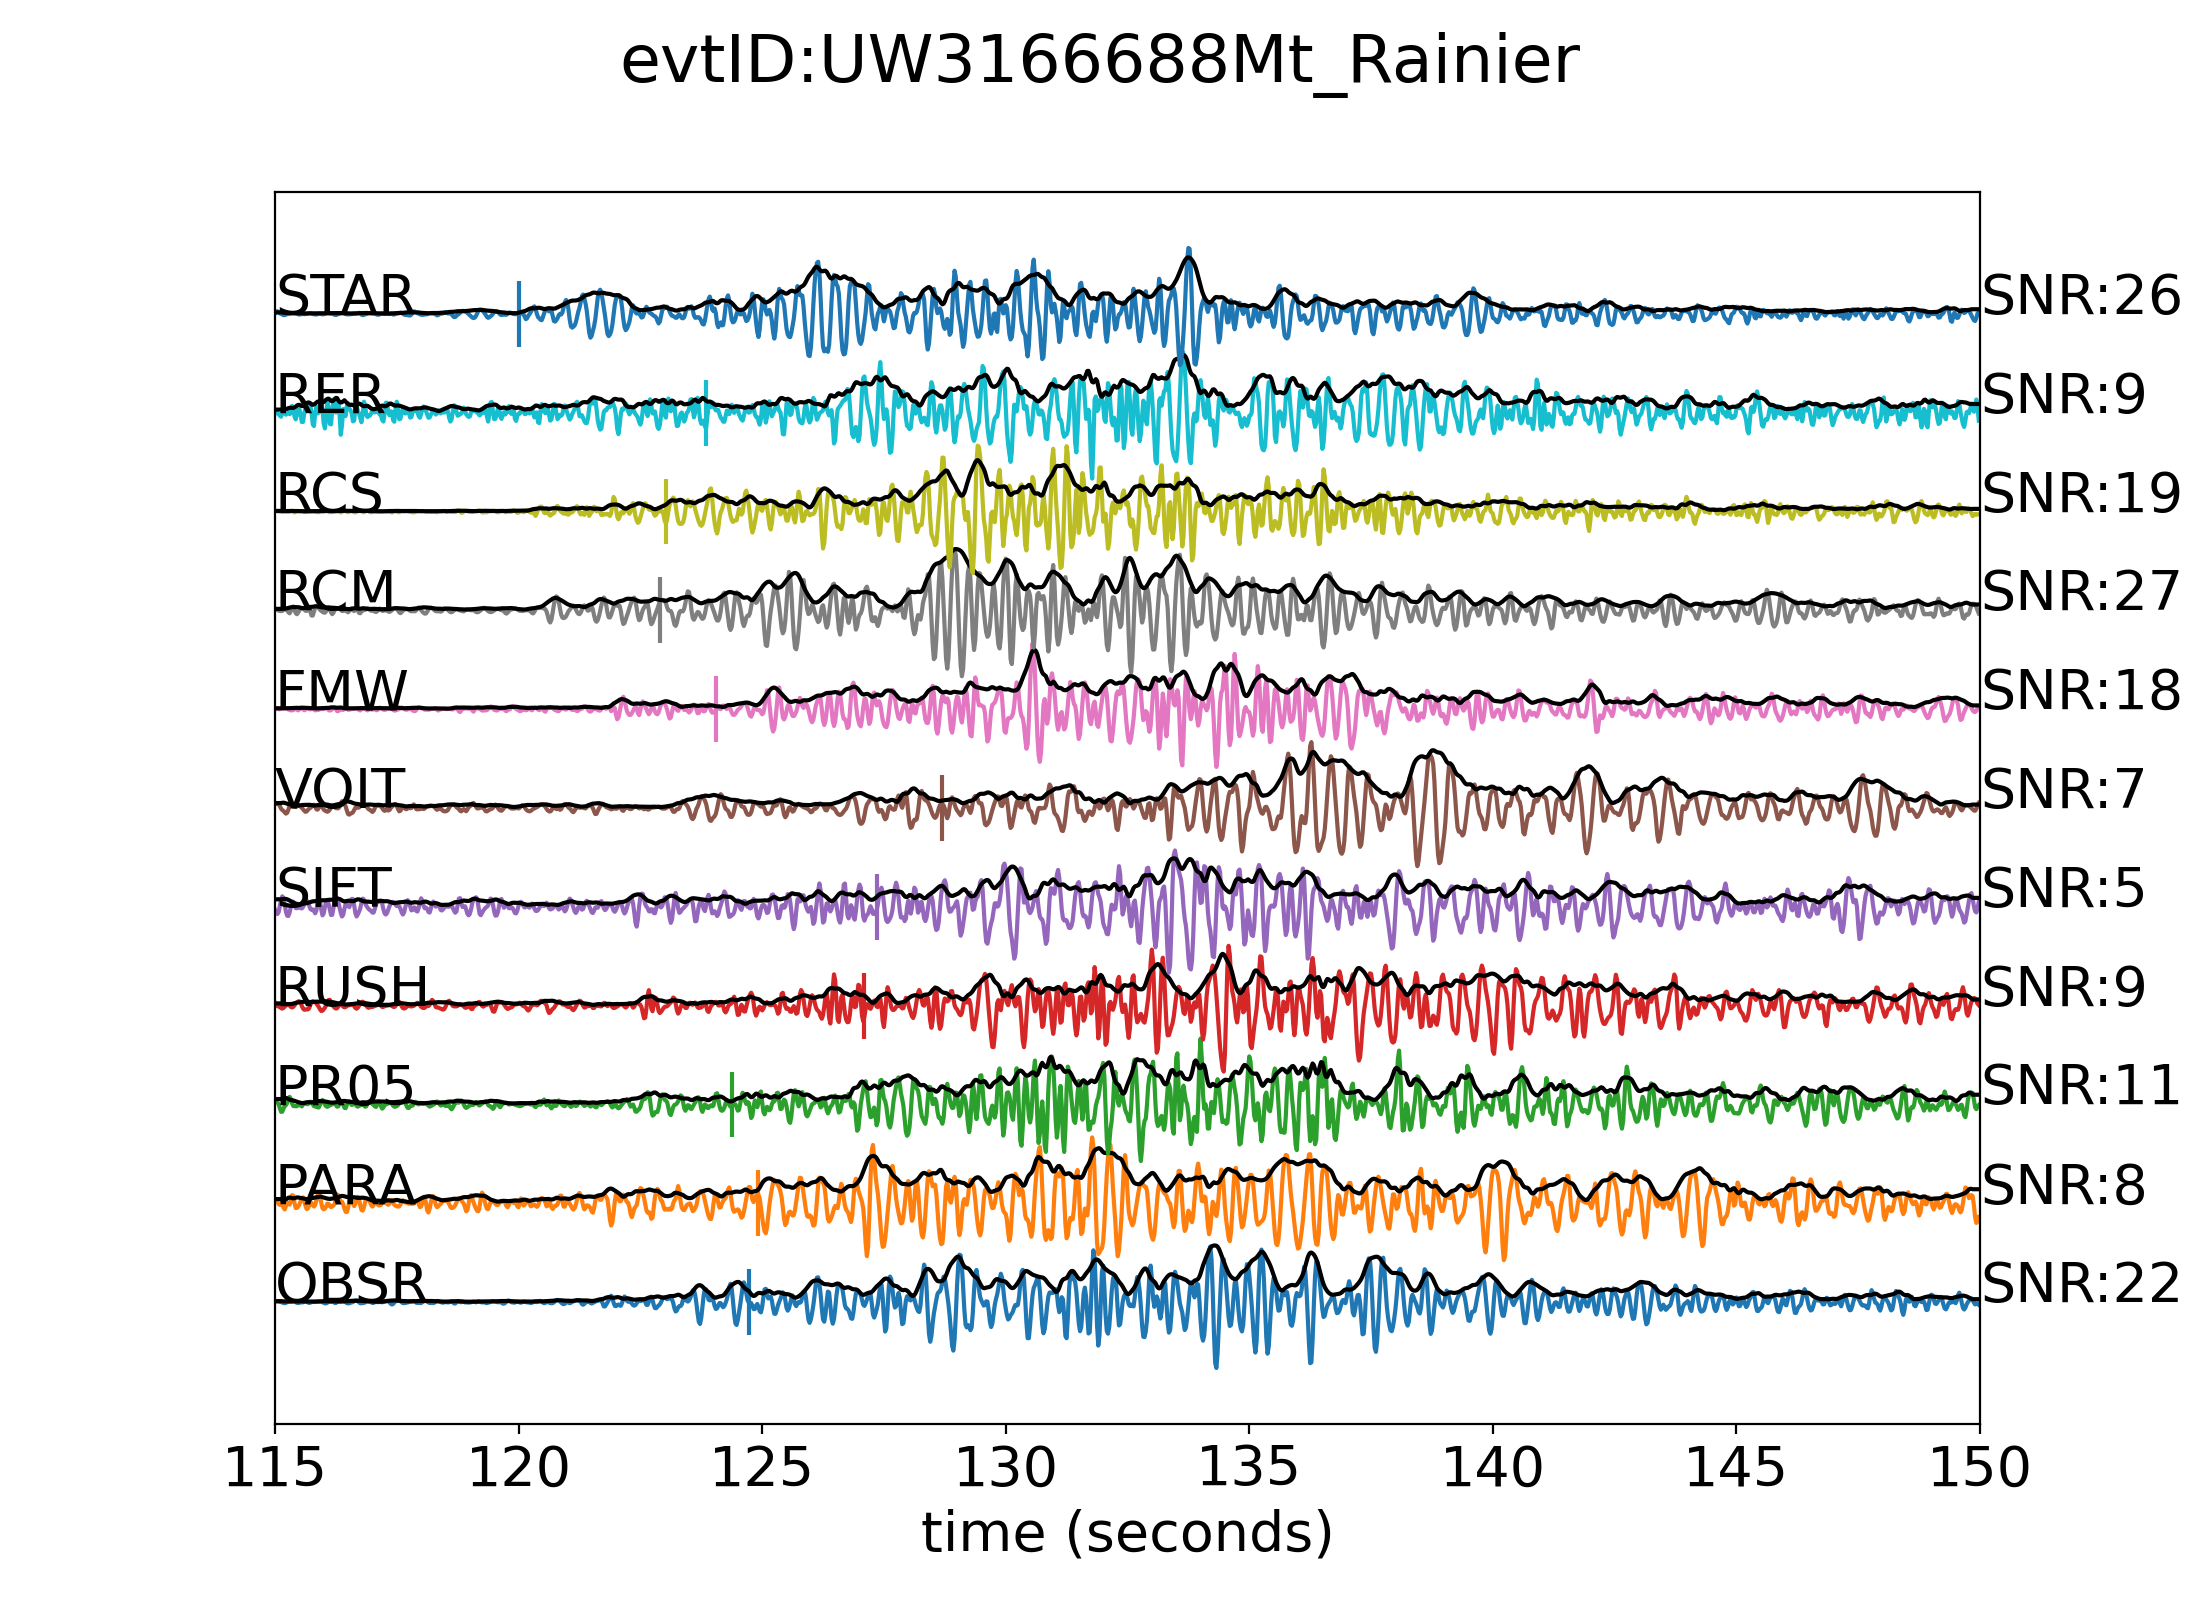 evtID:UW3166688Mt_Rainier
STAR SNR:26
RER SNR:9
RCS SNR:19
RCM SNR:27
FMW SNR:18
VOIT SNR:7
SIFT SNR:5
RUSH SNR:9
PR05 SNR:11
PARA SNR:8
OBSR SNR:22
115 120 125 130 135 140 145 150
time (seconds)